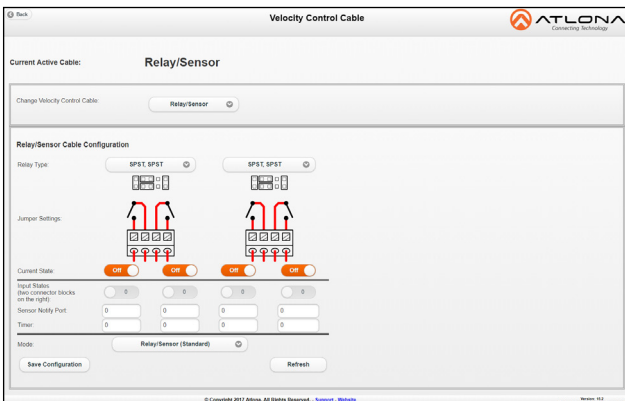 Back
Velocity Control Cable
ATLONA
Connecting Technology
Current Active Cable: Relay/Sensor
Change Velocity Control Cable: Relay/Sensor
Relay/Sensor Cable Configuration
Relay Type: SPST, SPST SPST, SPST
Jumper Settings:
Current State: Off Off Off Off
Input States 0 0 0 0
(two connector blocks
on the right):
Sensor Notify Port: 0 0 0 0
Timer: 0 0 0 0
Mode: Relay/Sensor (Standard)
Save Configuration Refresh
© Copyright 2017 Atlona. All Rights Reserved. - Support - Website